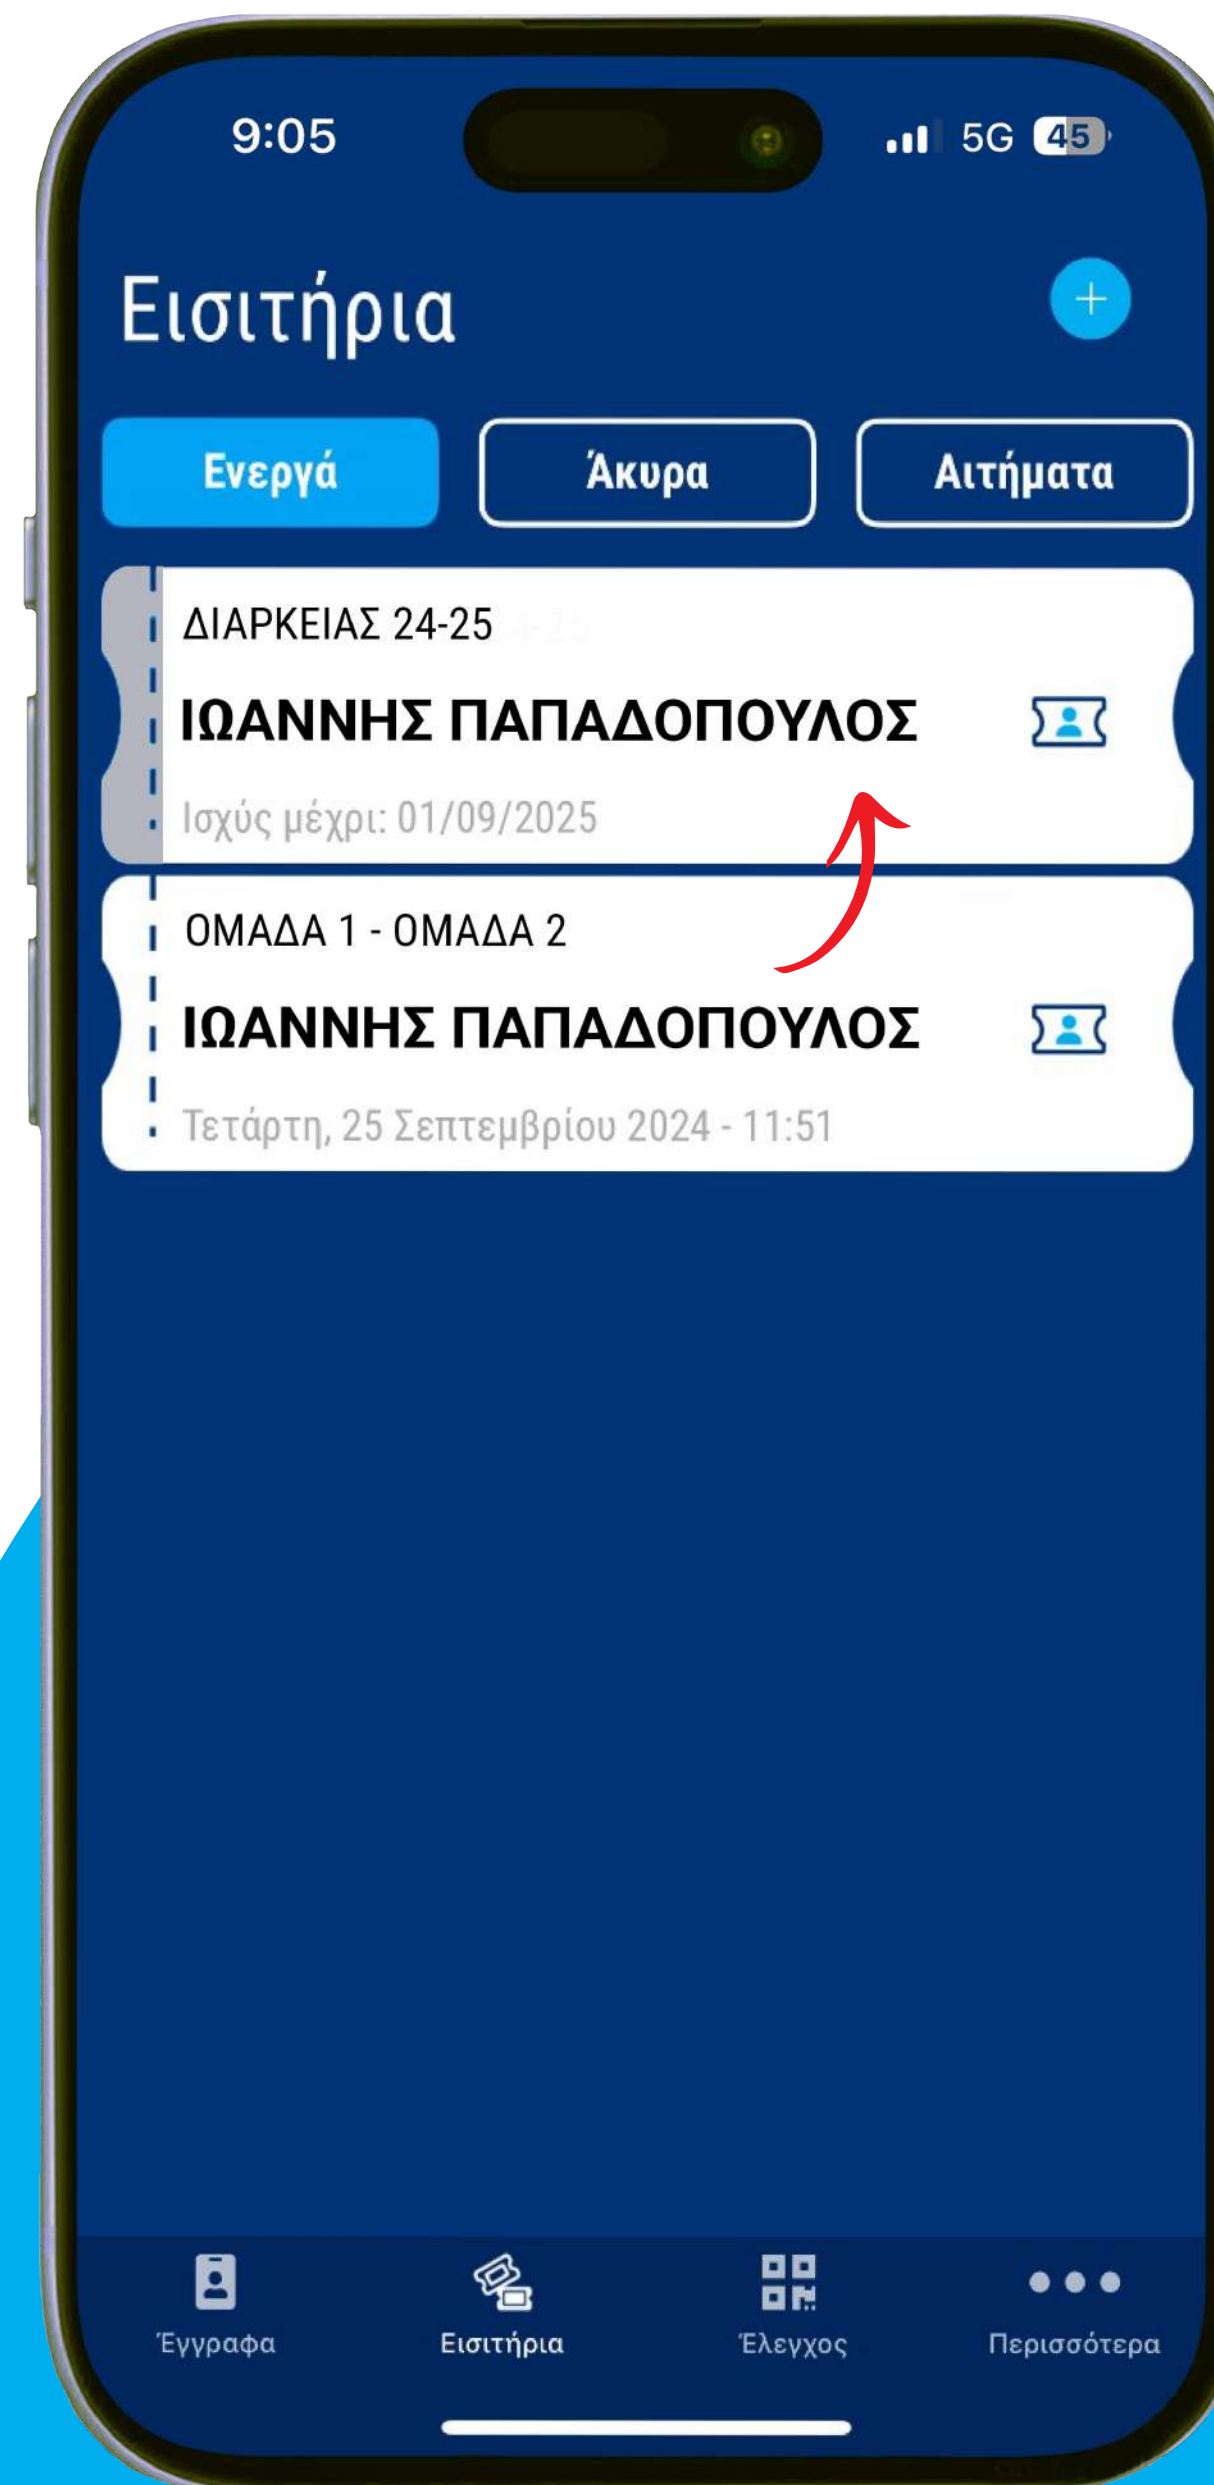 9:05
5G 45
Εισιτήρια
Ενεργά
Άκυρα
Αιτήματα
ΔΙΑΡΚΕΙΑΣ 24-25
ΙΩΑΝΝΗΣ ΠΑΠΑΔΟΠΟΥΛΟΣ
Ισχύς μέχρι: 01/09/2025
ΟΜΑΔΑ 1 - ΟΜΑΔΑ 2
ΙΩΑΝΝΗΣ ΠΑΠΑΔΟΠΟΥΛΟΣ
Τετάρτη, 25 Σεπτεμβρίου 2024 - 11:51
Έγγραφα
Εισιτήρια
Έλεγχος
Περισσότερα